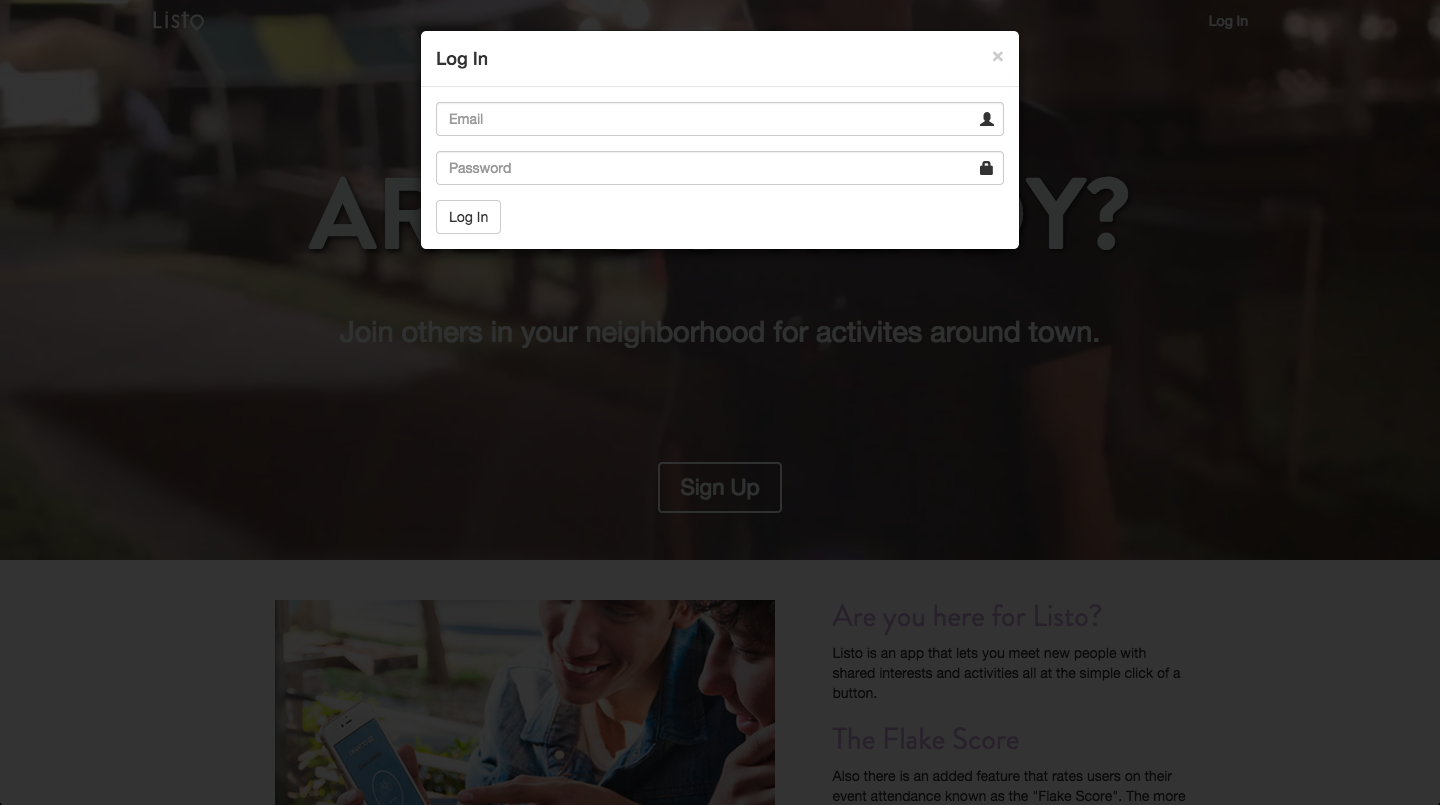 Listo
Log In
Log In
×
Email
Password
Log In
AR Y?
Join others in your neighborhood for activites around town.
Sign Up
Are you here for Listo?
Listo is an app that lets you meet new people with
shared interests and activities all at the simple click of a
button.
The Flake Score
Also there is an added feature that rates users on their
event attendance known as the "Flake Score". The more